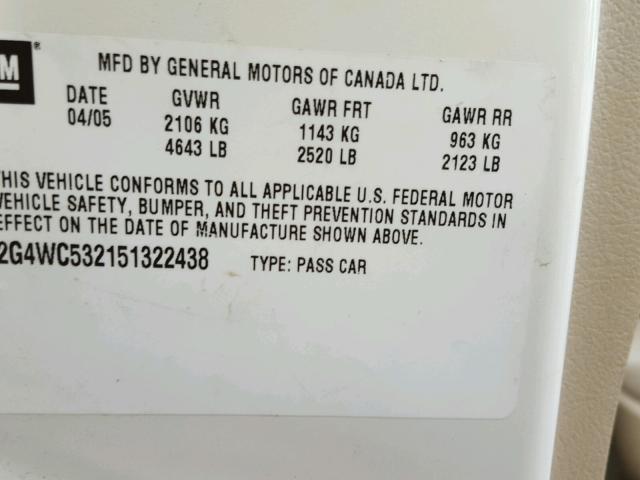 M ®
MFD BY GENERAL MOTORS OF CANADA LTD.
DATE GVWR GAWR FRT GAWR RR
04/05 2106 KG 1143 KG 963 KG
4643 LB 2520 LB 2123 LB
THIS VEHICLE CONFORMS TO ALL APPLICABLE U.S. FEDERAL MOTOR
VEHICLE SAFETY, BUMPER, AND THEFT PREVENTION STANDARDS IN
EFFECT ON THE DATE OF MANUFACTURE SHOWN ABOVE.
2G4WC532151322438 TYPE: PASS CAR